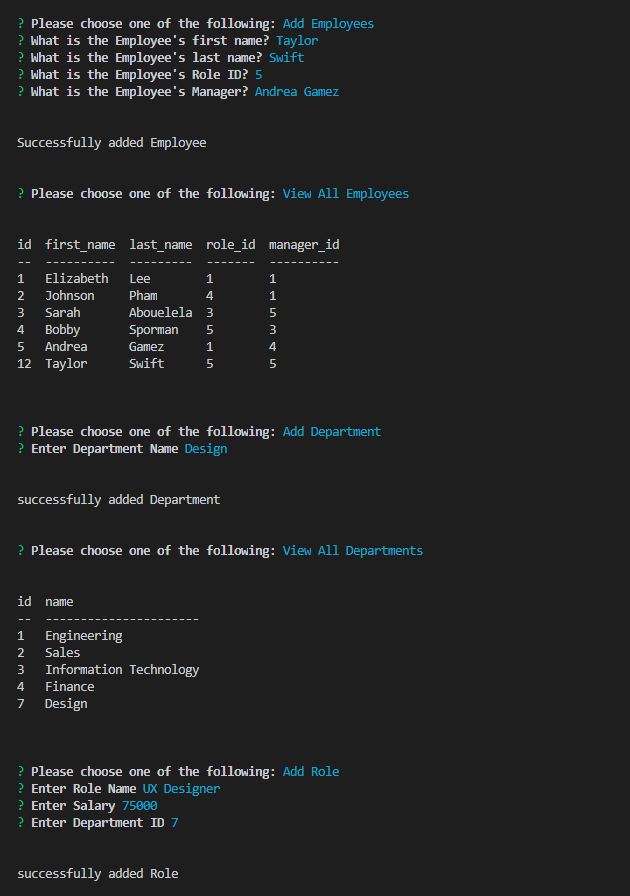 ? Please choose one of the following: Add Employees
? What is the Employee's first name? Taylor
? What is the Employee's last name? Swift
? What is the Employee's Role ID? 5
? What is the Employee's Manager? Andrea Gamez
Successfully added Employee
? Please choose one of the following: View All Employees
id  first_name  last_name  role_id  manager_id
--  ----------  ---------  -------  ----------
1   Elizabeth   Lee        1        1
2   Johnson     Pham       4        1
3   Sarah       Abouelela  3        5
4   Bobby       Sporman    5        3
5   Andrea      Gamez      1        4
12  Taylor      Swift      5        5
? Please choose one of the following: Add Department
? Enter Department Name Design
successfully added Department
? Please choose one of the following: View All Departments
id  name
--  ----------------------
1   Engineering
2   Sales
3   Information Technology
4   Finance
7   Design
? Please choose one of the following: Add Role
? Enter Role Name UX Designer
? Enter Salary 75000
? Enter Department ID 7
successfully added Role